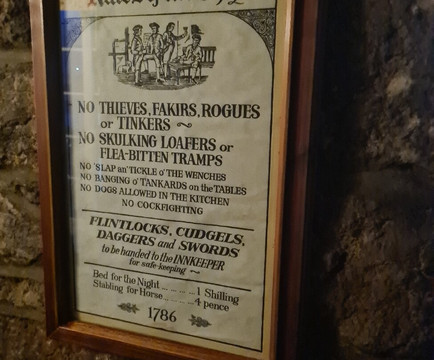 NO THIEVES, FAKIRS, ROGUES
or TINKERS
NO SKULKING LOAFERS or
FLEA-BITTEN TRAMPS
NO 'SLAP an' TICKLE o' THE WENCHES
NO BANGING o' TANKARDS on the TABLES
NO DOGS ALLOWED IN THE KITCHEN
NO COCKFIGHTING
FLINTLOCKS, CUDGELS,
DAGGERS and SWORDS
to be handed to the INNKEEPER
for safe-keeping
Bed for the Night ........ 1 Shilling
Stabling for Horse ........ 4 pence
1786